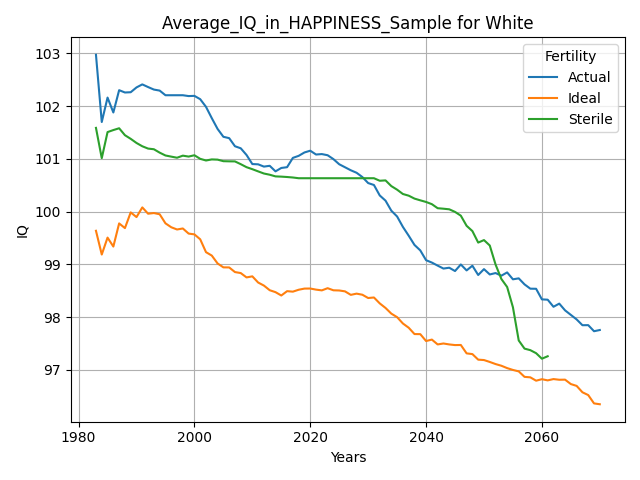 Average_IQ_in_HAPPINESS_Sample for White
Fertility
Actual
Ideal
Sterile
103
102
101
100
99
98
97
IQ
1980
2000
2020
2040
2060
Years